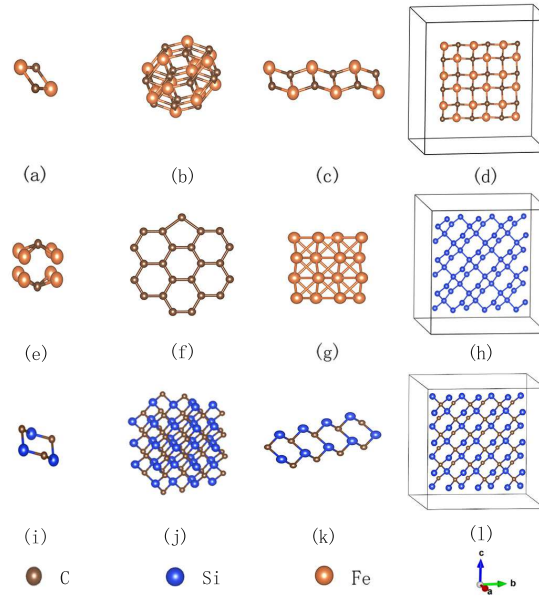 (a) (b) (c) (d)
(e) (f) (g) (h)
(i) (j) (k) (l)
C Si Fe
c
b
a